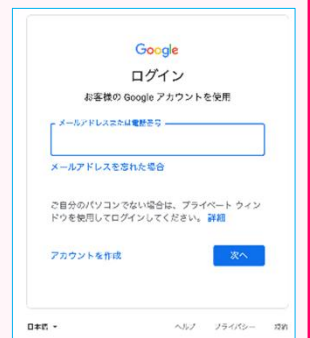 Google
ログイン
お客様の Google アカウントを使用
メールアドレスまたは電話番号
メールアドレスを忘れた場合
ご自分のパソコンでない場合は、プライベート ウィン
ドウを使用してログインしてください。 詳細
アカウントを作成
次へ
日本語
ヘルプ プライバシー 規約